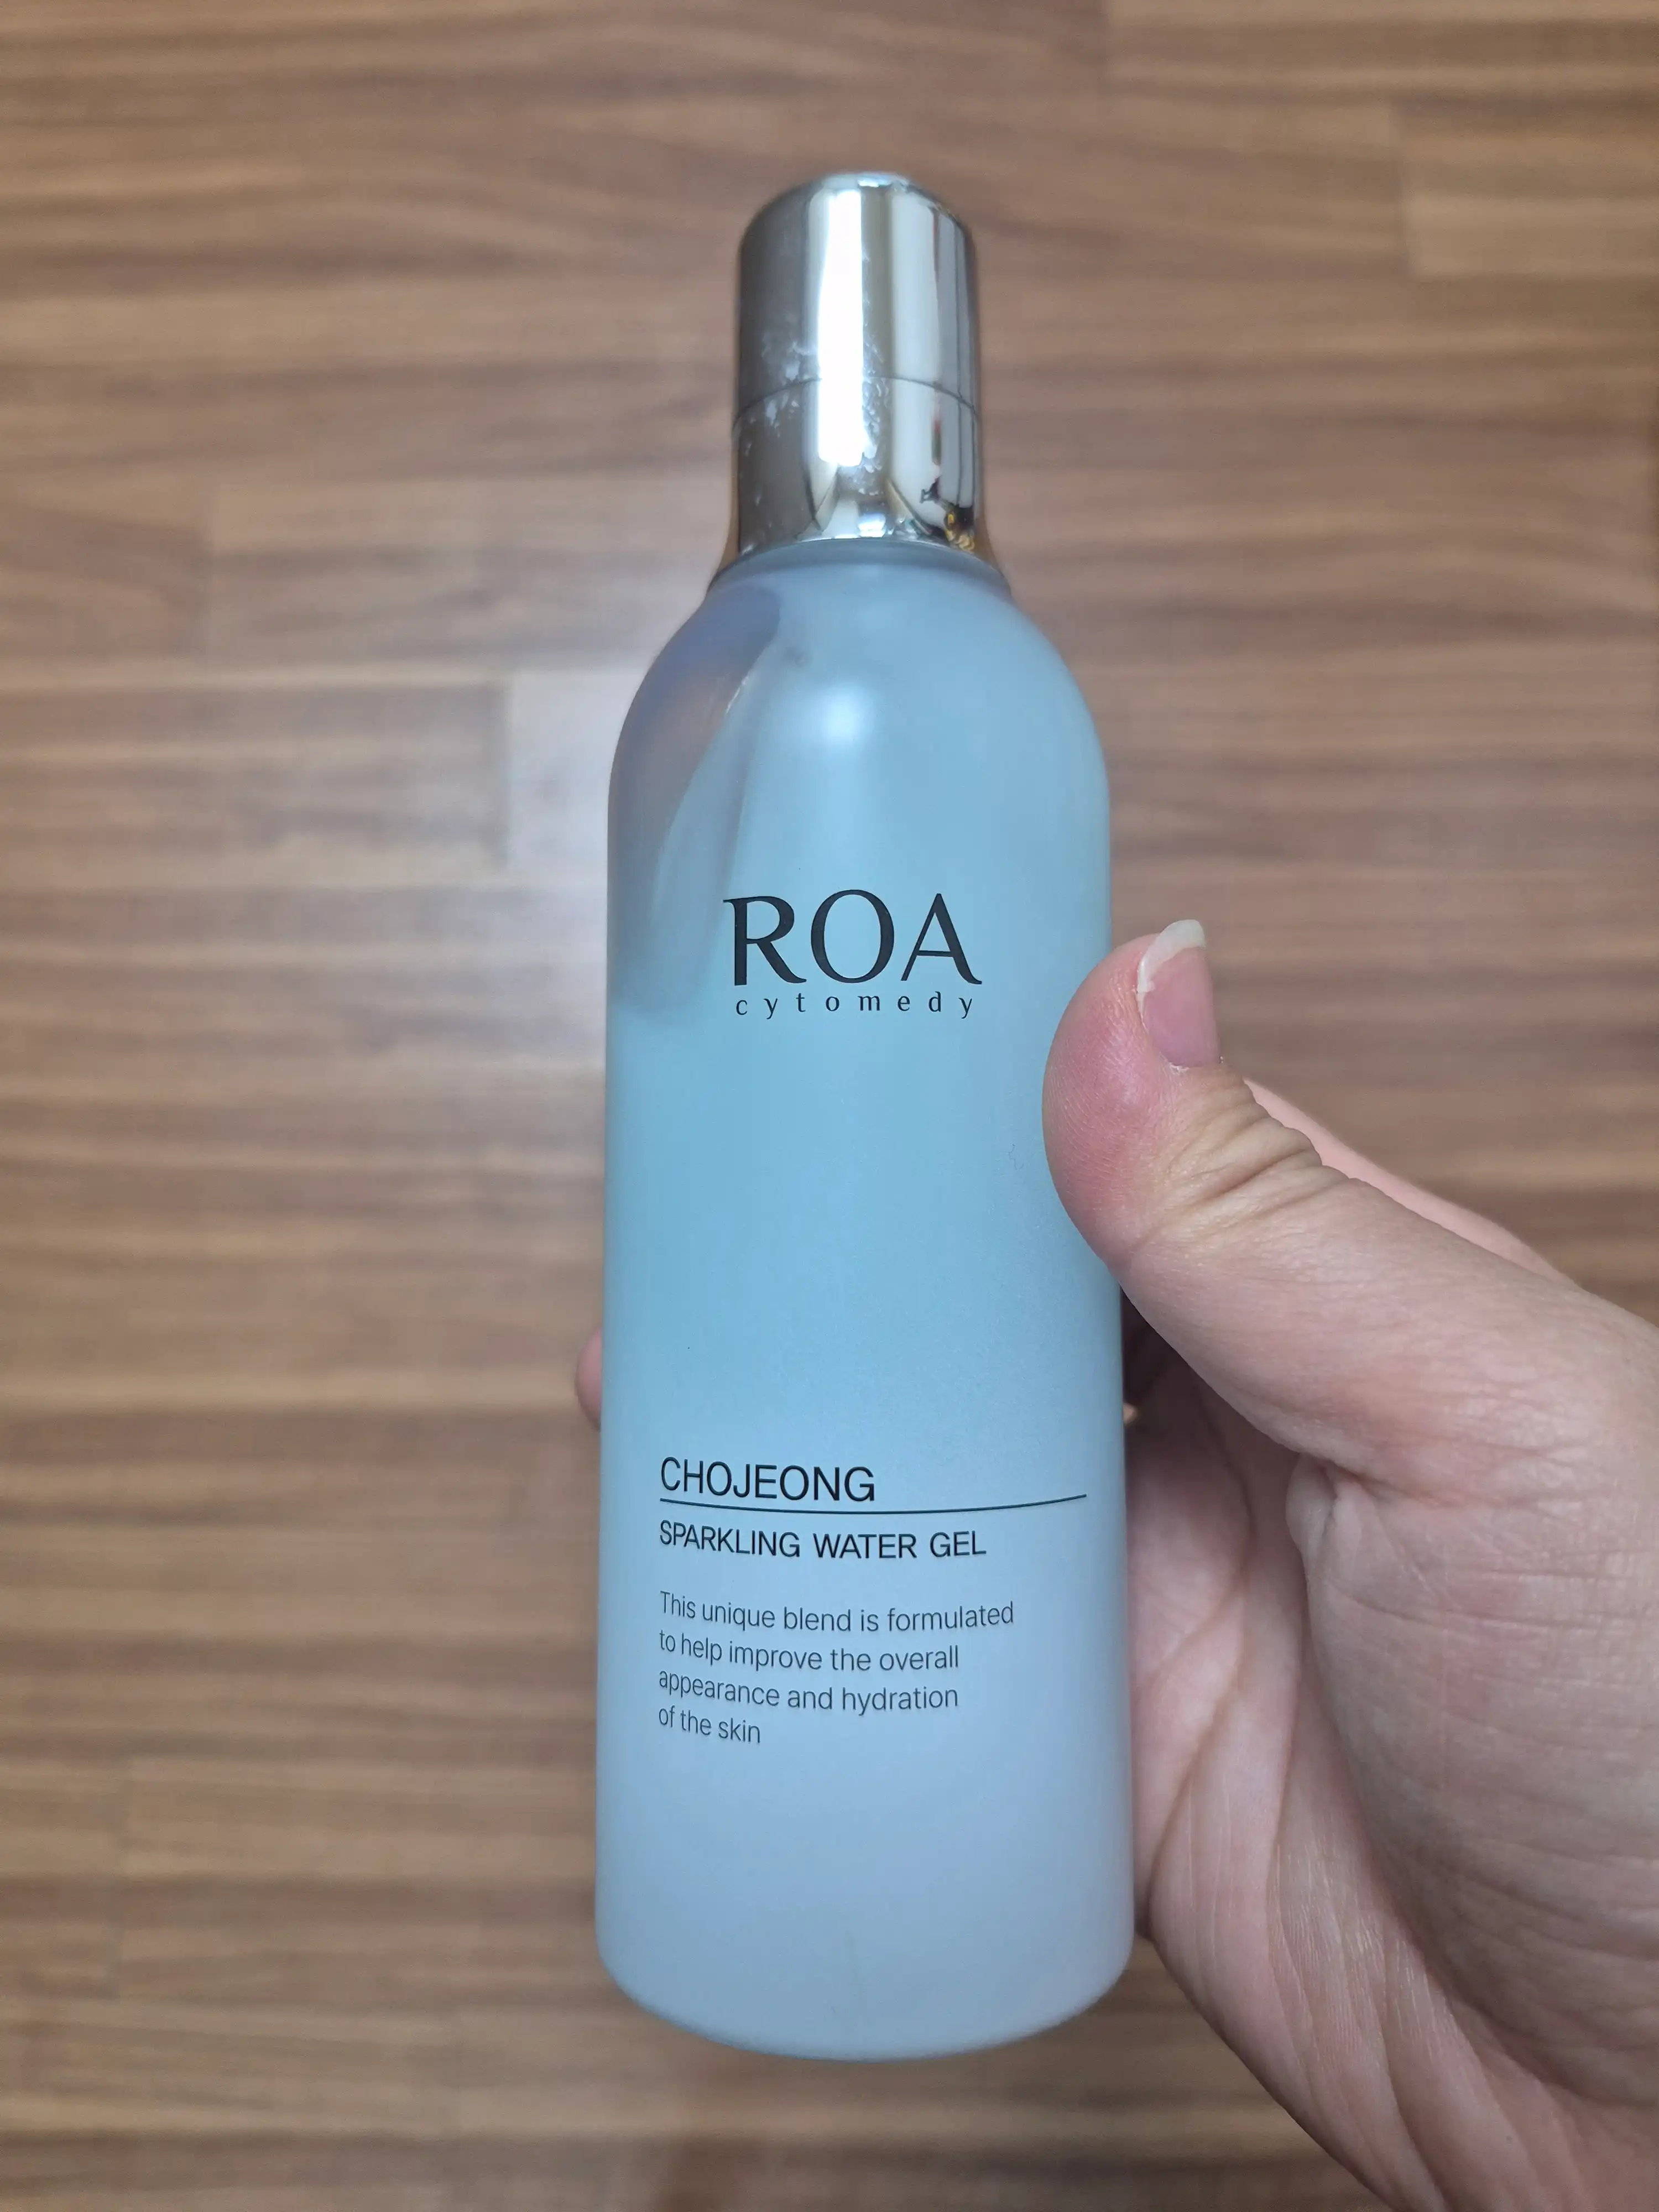 ROA
cytomedy
CHOJEONG
SPARKLING WATER GEL
This unique blend is formulated
to help improve the overall
appearance and hydration
of the skin